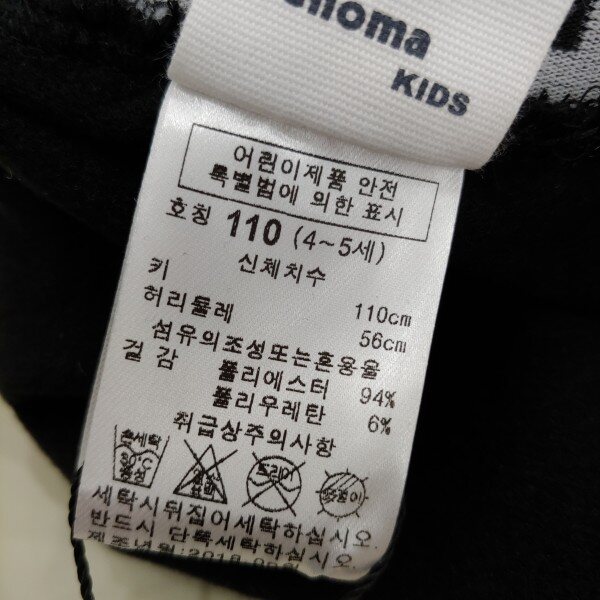 KIDS
어린이제품 안전
특별법에 의한 표시
호칭 110 (4~5세)
신체치수
키 110cm
허리둘레 56cm
섬유의조성또는혼용율
겉 감 폴리에스터 94%
폴리우레탄 6%
취급상주의사항
드라이
세탁시뒤집어세탁하십시오.
반드시 단독세탁하십시오.